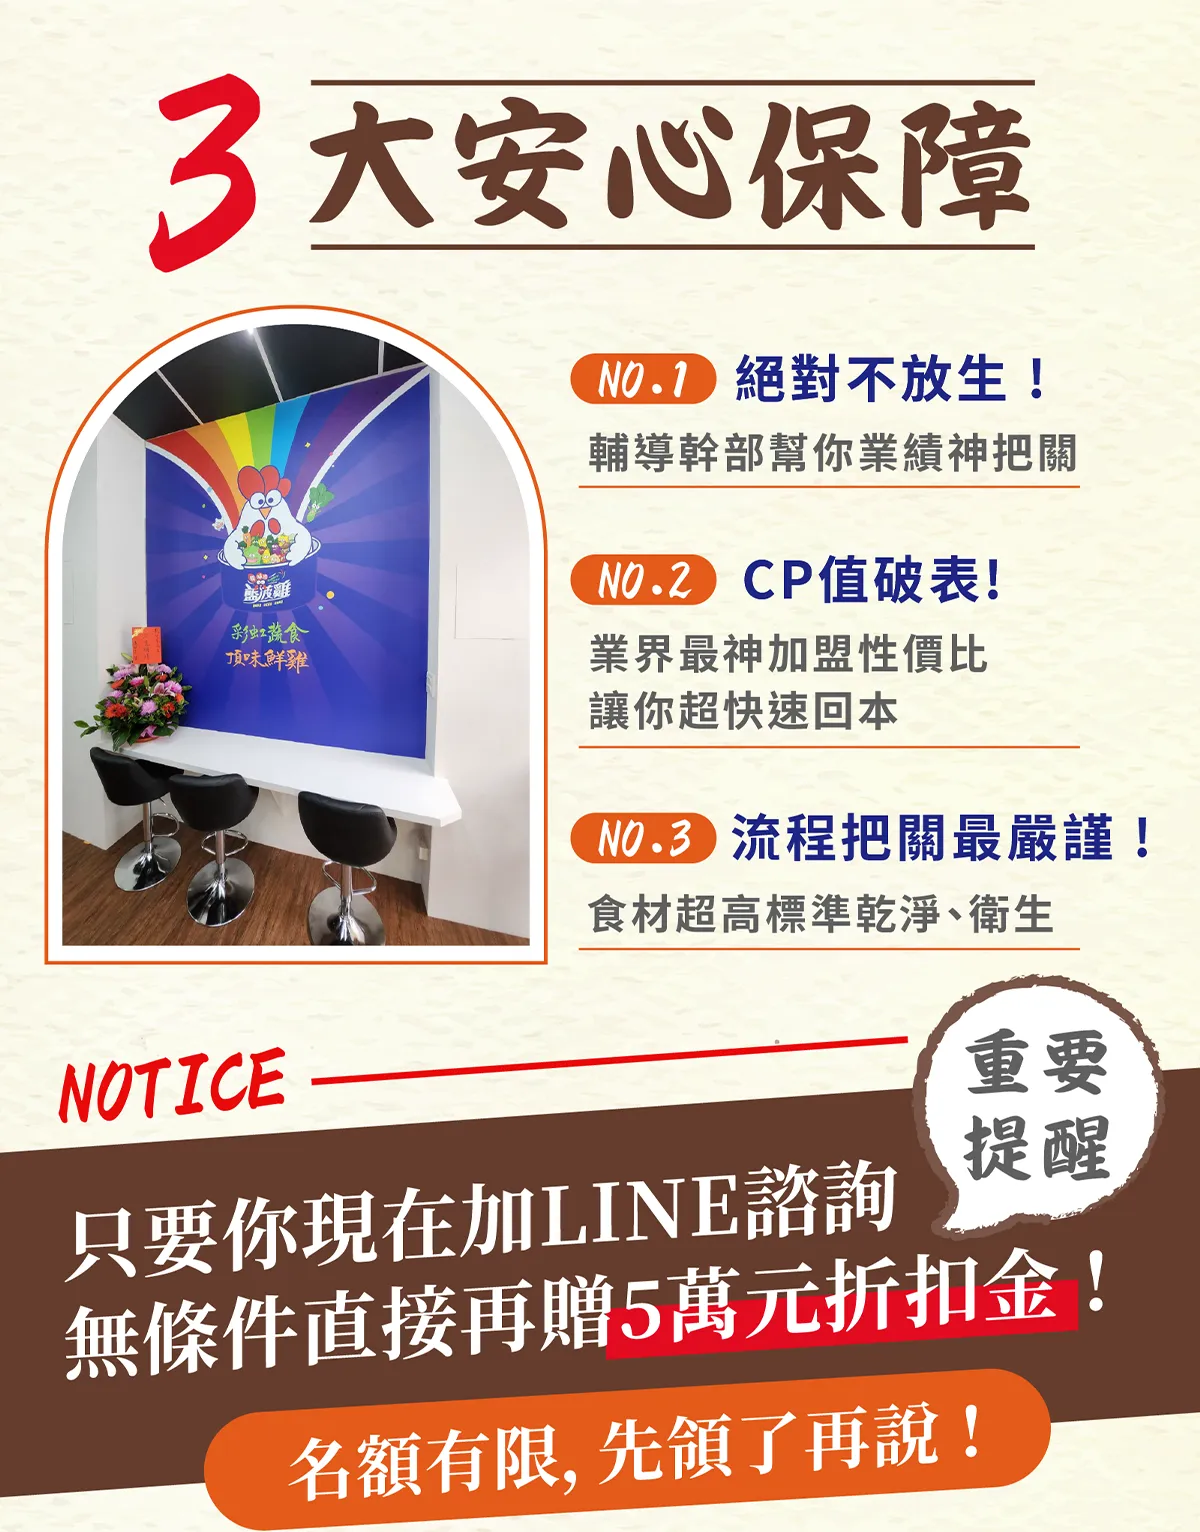 3大安心保障
NO.1 絕對不放生！
輔導幹部幫你業績神把關
NO.2 CP值破表!
業界最神加盟性價比
讓你超快速回本
NO.3 流程把關最嚴謹！
食材超高標準乾淨、衛生
藍波雞
彩虹蔬食
頂味鮮雞
NOTICE
重要
提醒
只要你現在加LINE諮詢
無條件直接再贈5萬元折扣金！
名額有限, 先領了再說！